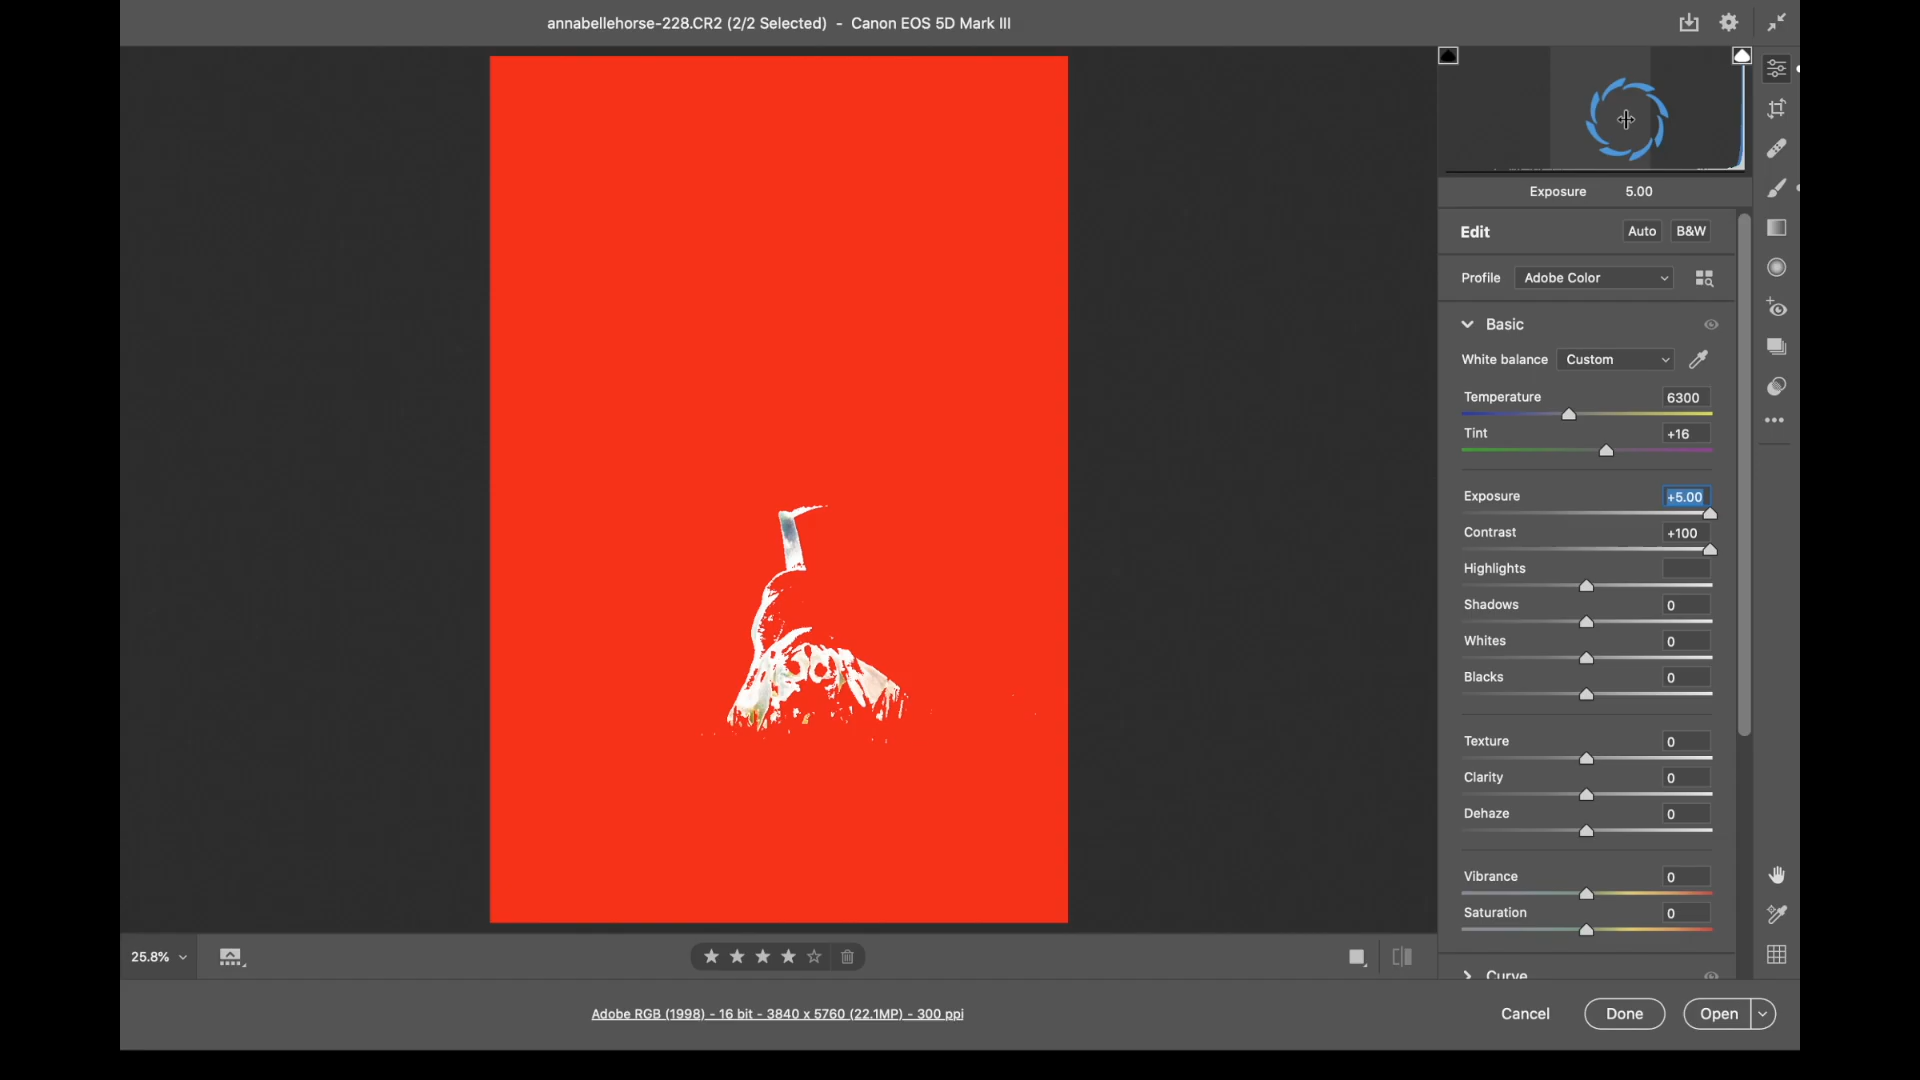 annabellehorse-228.CR2 (2/2 Selected) - Canon EOS 5D Mark III
Exposure 5.00
Edit Auto B&W
Profile Adobe Color
Basic
White balance Custom
Temperature 6300
Tint +16
Exposure +5.00
Contrast +100
Highlights
Shadows 0
Whites 0
Blacks 0
Texture 0
Clarity 0
Dehaze 0
Vibrance 0
Saturation 0
Curve
25.8%
Adobe RGB (1998) - 16 bit - 3840 x 5760 (22.1MP) - 300 ppi
Cancel Done Open